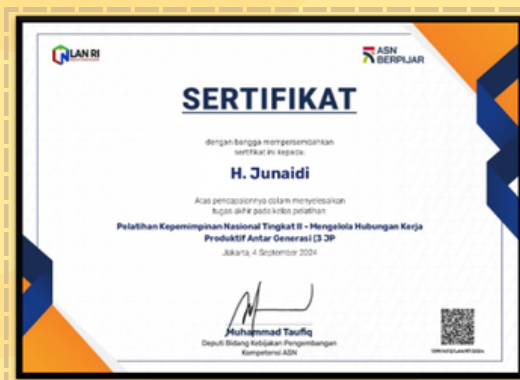 LAN RI
ASN
BERPIJAR
SERTIFIKAT
dengan bangga mempersembahkan
sertifikat ini kepada:
H. Junaidi
Atas pencapaiannya dalam menyelesaikan
tugas akhir pada kelas pelatihan:
Pelatihan Kepemimpinan Nasional Tingkat II - Mengelola Hubungan Kerja
Produktif Antar Generasi (3 JP
Jakarta, 4 September 2024
Muhammad Taufiq
Deputi Bidang Kebijakan Pengembangan
Kompetensi ASN